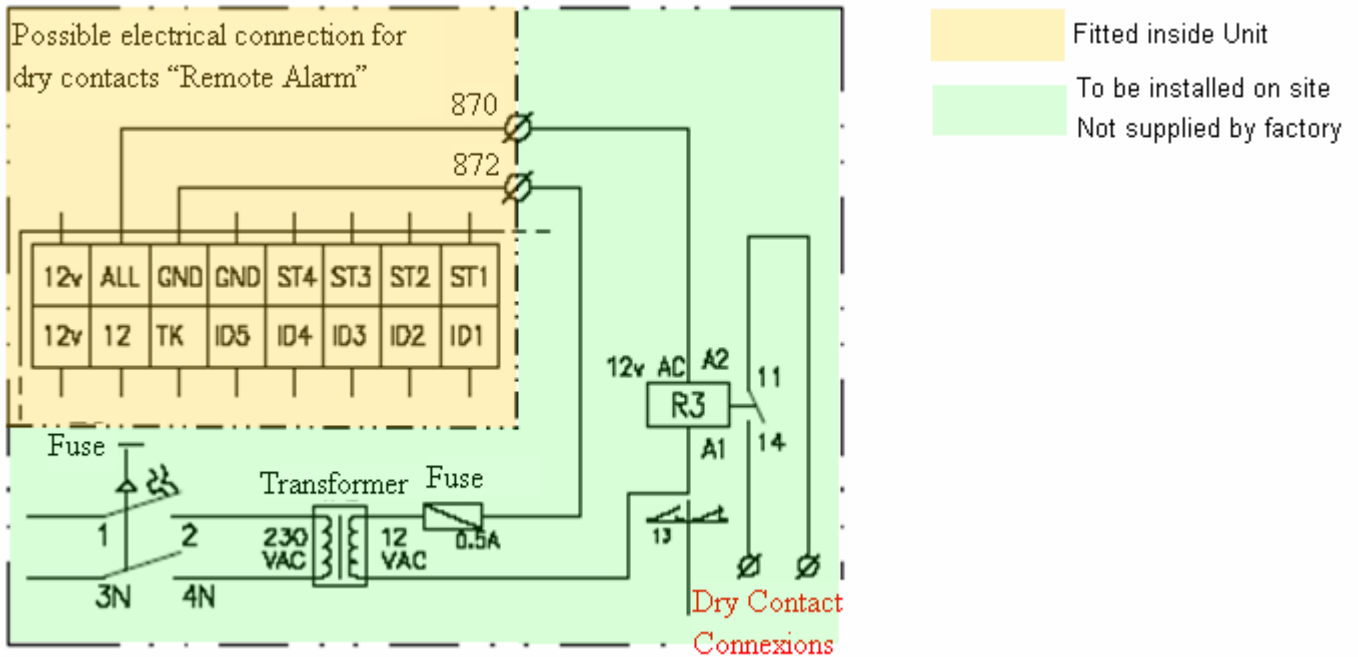 Possible electrical connection for
dry contacts “Remote Alarm”
870
872
12v ALL GND GND ST4 ST3 ST2 ST1
12v 12 TK ID5 ID4 ID3 ID2 ID1
Fuse
1 2
3N 4N
Transformer
230
VAC
12
VAC
Fuse
0.5A
12v AC A2
R3
A1
11
14
13
Dry Contact
Connexions
Fitted inside Unit
To be installed on site
Not supplied by factory